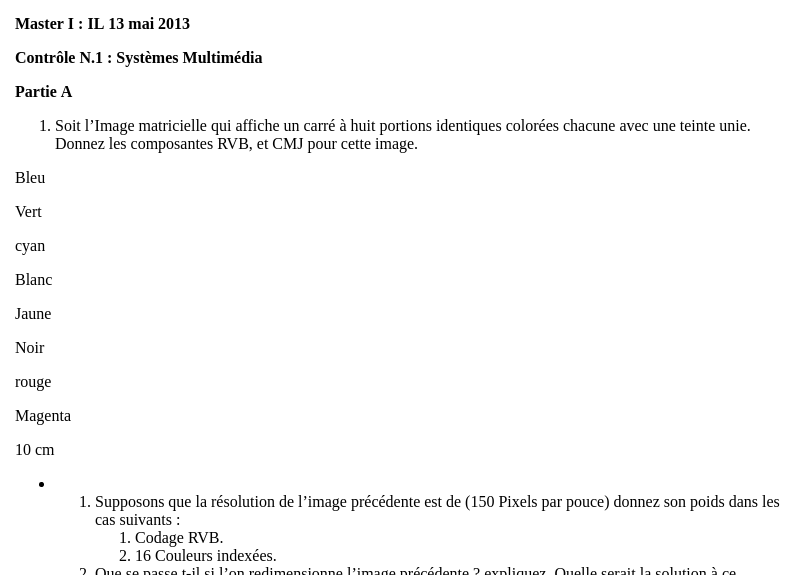 Master I : IL 13 mai 2013
Contrôle N.1 : Systèmes Multimédia
Partie A
1. Soit l’Image matricielle qui affiche un carré à huit portions identiques colorées chacune avec une teinte unie.
Donnez les composantes RVB, et CMJ pour cette image.
Bleu
Vert
cyan
Blanc
Jaune
Noir
rouge
Magenta
10 cm
1. Supposons que la résolution de l’image précédente est de (150 Pixels par pouce) donnez son poids dans les
cas suivants :
1. Codage RVB.
2. 16 Couleurs indexées.
2. Que se passe t-il si l’on redimensionne l’image précédente ? expliquez. Quelle serait la solution à ce